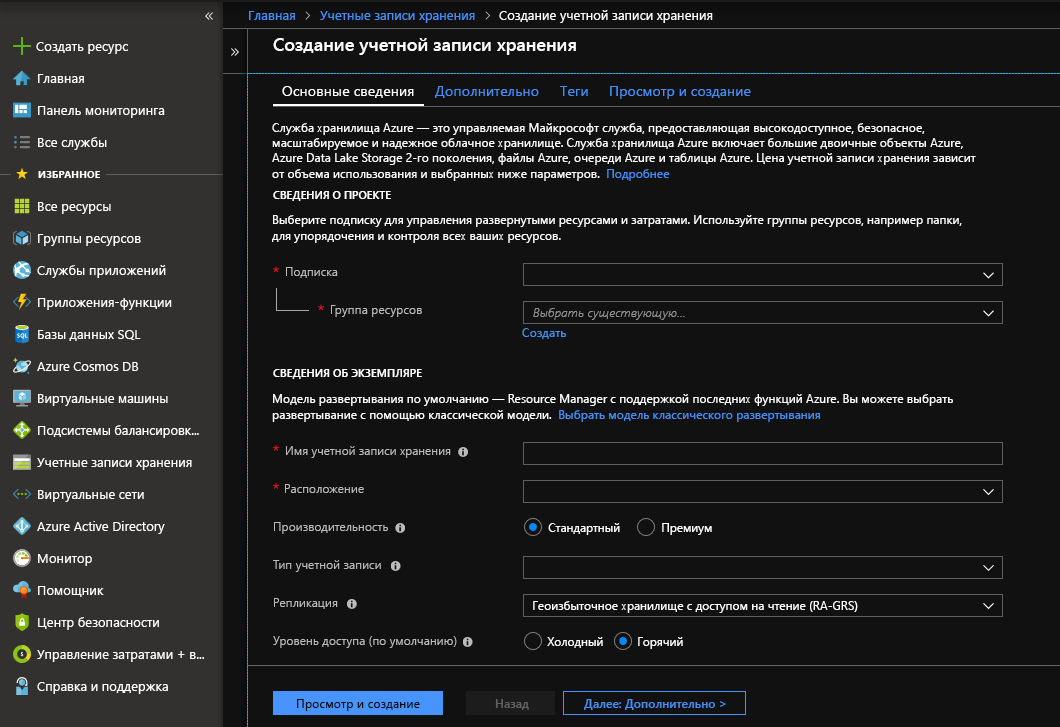 «
Создать ресурс
Главная
Панель мониторинга
Все службы
ИЗБРАННОЕ
Все ресурсы
Группы ресурсов
Службы приложений
Приложения-функции
Базы данных SQL
Azure Cosmos DB
Виртуальные машины
Подсистемы балансировк...
Учетные записи хранения
Виртуальные сети
Azure Active Directory
Монитор
Помощник
Центр безопасности
Управление затратами + в...
Справка и поддержка
Главная > Учетные записи хранения > Создание учетной записи хранения
»
Создание учетной записи хранения
Основные сведения Дополнительно Теги Просмотр и создание
Служба хранилища Azure — это управляемая Майкрософт служба, предоставляющая высокодоступное, безопасное,
масштабируемое и надежное облачное хранилище. Служба хранилища Azure включает большие двоичные объекты Azure,
Azure Data Lake Storage 2-го поколения, файлы Azure, очереди Azure и таблицы Azure. Цена учетной записи хранения зависит
от объема использования и выбранных ниже параметров. Подробнее
СВЕДЕНИЯ О ПРОЕКТЕ
Выберите подписку для управления развернутыми ресурсами и затратами. Используйте группы ресурсов, например папки,
для упорядочения и контроля всех ваших ресурсов.
* Подписка
* Группа ресурсов
Выбрать существующую...
Создать
СВЕДЕНИЯ ОБ ЭКЗЕМПЛЯРЕ
Модель развертывания по умолчанию — Resource Manager с поддержкой последних функций Azure. Вы можете выбрать
развертывание с помощью классической модели. Выбрать модель классического развертывания
* Имя учетной записи хранения
* Расположение
Производительность
Стандартный Премиум
Тип учетной записи
Репликация
Геоизбыточное хранилище с доступом на чтение (RA-GRS)
Уровень доступа (по умолчанию)
Холодный Горячий
Просмотр и создание Назад Далее: Дополнительно >